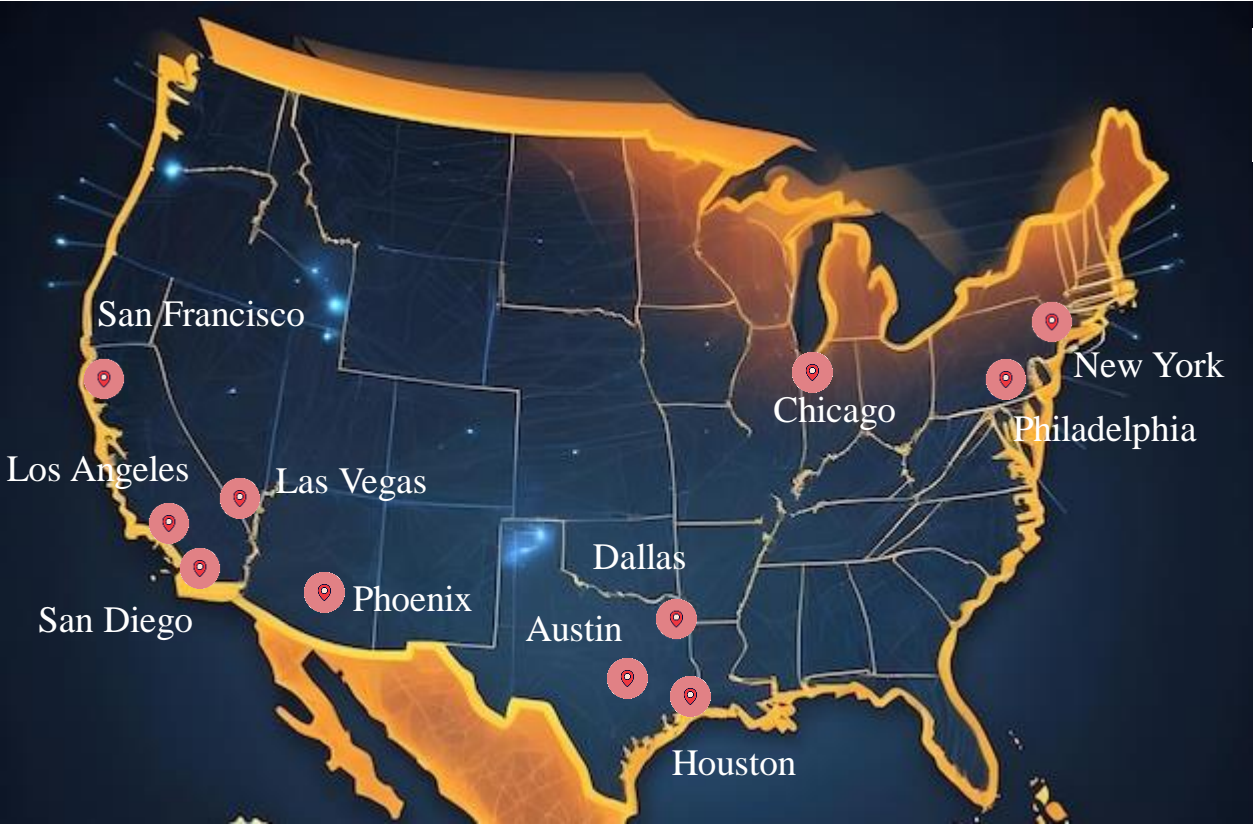 San Francisco
New York
Chicago
Philadelphia
Los Angeles
Las Vegas
Dallas
Phoenix
San Diego
Austin
Houston